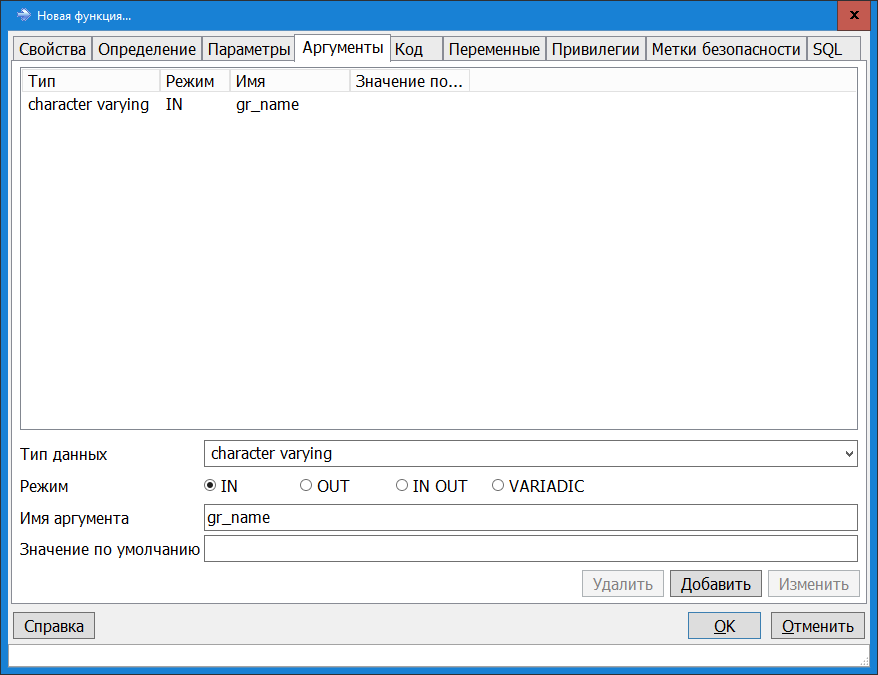 Новая функция...
x
Свойства Определение Параметры Аргументы Код Переменные Привилегии Метки безопасности SQL
Тип Режим Имя Значение по...
character varying IN gr_name
Тип данных character varying
Режим IN OUT IN OUT VARIADIC
Имя аргумента gr_name
Значение по умолчанию
Удалить Добавить Изменить
Справка OK Отменить